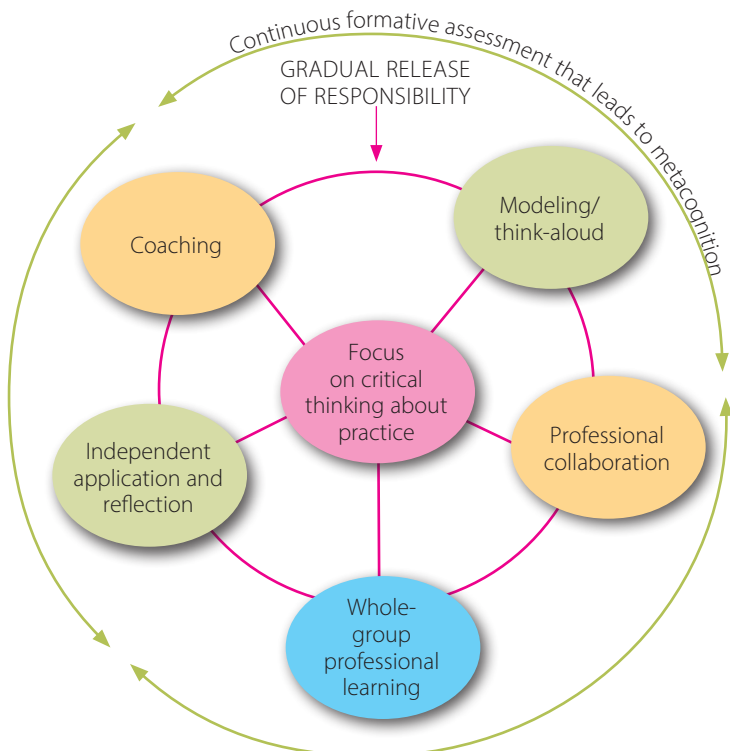 Continuous formative assessment that leads to metacognition
GRADUAL RELEASE
OF RESPONSIBILITY
Modeling/
think-aloud
Coaching
Focus
on critical
thinking about
practice
Professional
collaboration
Independent
application and
reflection
Whole-
group
professional
learning